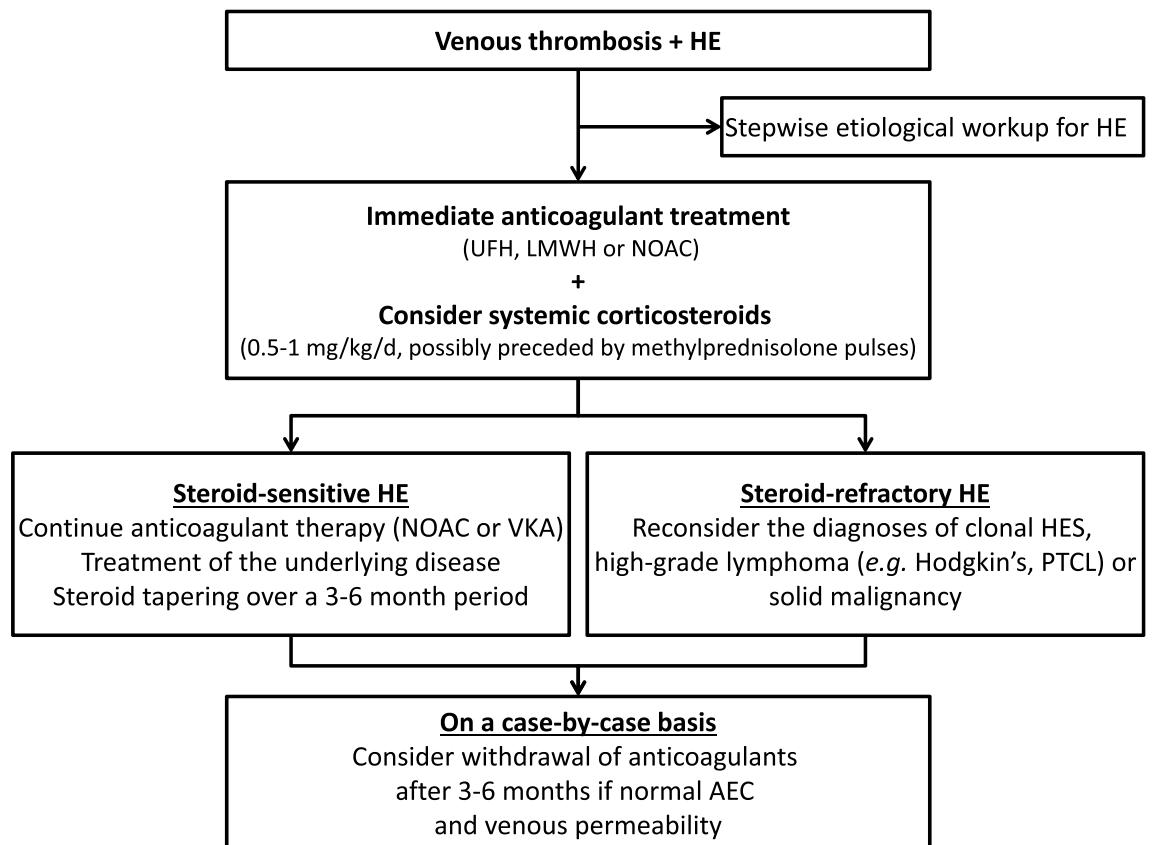 Venous thrombosis + HE
Stepwise etiological workup for HE
Immediate anticoagulant treatment
(UFH, LMWH or NOAC)
+
Consider systemic corticosteroids
(0.5-1 mg/kg/d, possibly preceded by methylprednisolone pulses)
Steroid-sensitive HE
Continue anticoagulant therapy (NOAC or VKA)
Treatment of the underlying disease
Steroid tapering over a 3-6 month period
Steroid-refractory HE
Reconsider the diagnoses of clonal HES,
high-grade lymphoma (e.g. Hodgkin's, PTCL) or
solid malignancy
On a case-by-case basis
Consider withdrawal of anticoagulants
after 3-6 months if normal AEC
and venous permeability